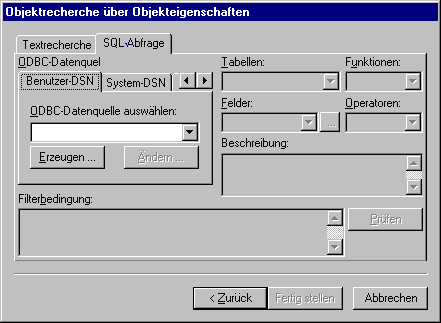 Objektrecherche über Objekteigenschaften
Textrecherche SQL-Abfrage
ODBC-Datenquel
Benutzer-DSN System-DSN
ODBC-Datenquelle auswählen:
Erzeugen ... Ändern ...
Tabellen: Funktionen:
Felder: Operatoren:
...
Beschreibung:
Filterbedingung:
Prüfen
< Zurück Fertig stellen Abbrechen